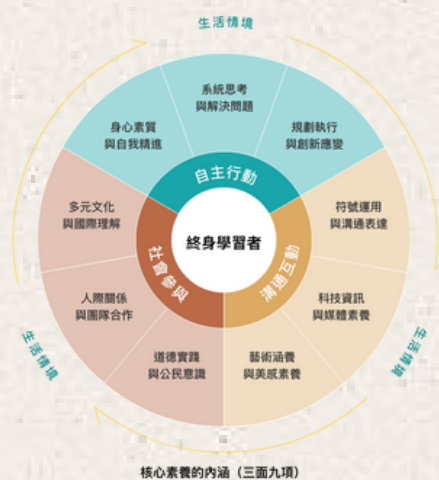 生活情境
系統思考
與解決問題
身心素質
與自我精進
規劃執行
與創新應變
自主行動
多元文化
與國際理解
符號運用
與溝通表達
終身學習者
社會參與
溝通互動
人際關係
與團隊合作
科技資訊
與媒體素養
生活情境
生活情境
道德實踐
與公民意識
藝術涵養
與美感素養
核心素養的內涵（三面九項）